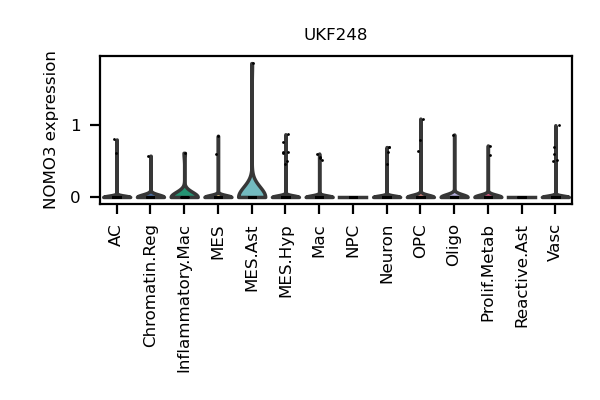 UKF248
NOMO3 expression
1
0
AC
Chromatin.Reg
Inflammatory.Mac
MES
MES.Ast
MES.Hyp
Mac
NPC
Neuron
OPC
Oligo
Prolif.Metab
Reactive.Ast
Vasc